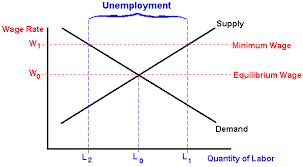 Unemployment
Wage Rate
Supply
W1
Minimum Wage
W0
Equilibrium Wage
Demand
L2
L0
L1
Quantity of Labor